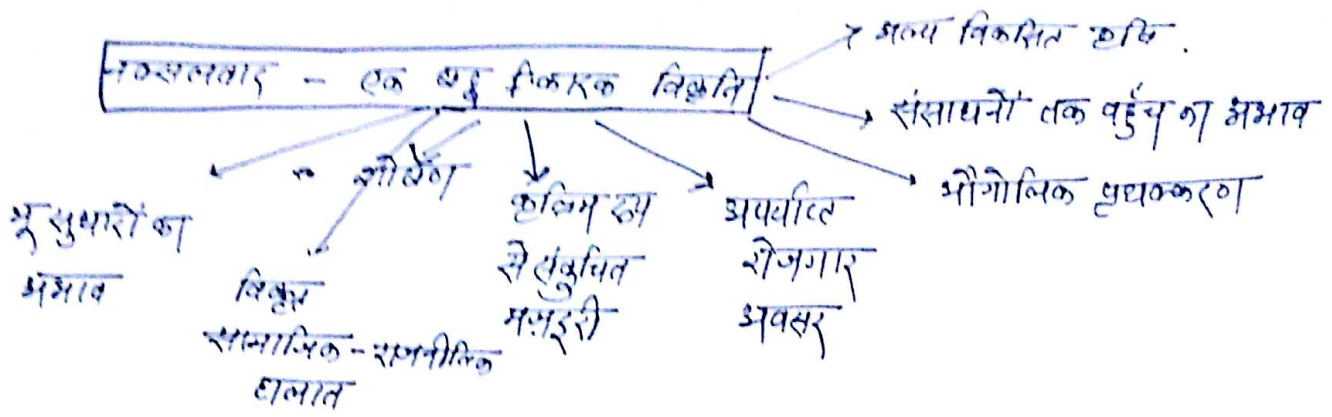 नक्सलवाद - एक बहु विकारक विकृति
अल्प विकसित कृषि .
संसाधनों तक पहुँच का अभाव
भौगोलिक पृथक्करण
भू सुधारों का
अभाव
शोषण
विकृत
सामाजिक - राजनीतिक
हालात
कृत्रिम रूप
से संकुचित
मजदूरी
अपर्याप्त
रोजगार
अवसर